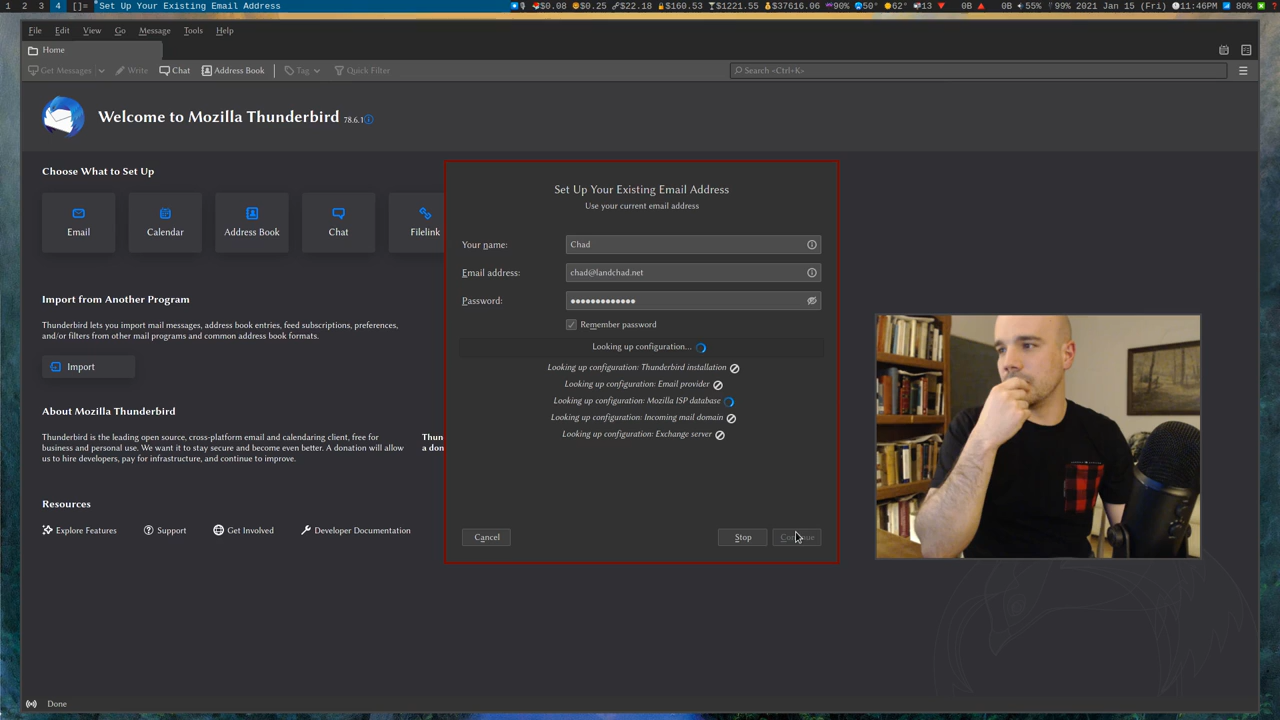 1 2 3 4 []= Set Up Your Existing Email Address
$0.08 $0.25 $22.18 $160.53 $1221.55 $37616.06 90% 50° 62° 13 0B 0B 55% 99% 2021 Jan 15 (Fri) 11:46PM 80%
File Edit View Go Message Tools Help
Home
Get Messages Write Chat Address Book Tag Quick Filter Search <Ctrl+K>
Welcome to Mozilla Thunderbird 78.6.1
Choose What to Set Up
Email Calendar Address Book Chat Filelink
Import from Another Program
Thunderbird lets you import mail messages, address book entries, feed subscriptions, preferences,
and/or filters from other mail programs and common address book formats.
Import
About Mozilla Thunderbird
Thunderbird is the leading open source, cross-platform email and calendaring client, free for
business and personal use. We want it to stay secure and become even better. A donation will allow
us to hire developers, pay for infrastructure, and continue to improve.
Thun
a don
Resources
Explore Features Support Get Involved Developer Documentation
Set Up Your Existing Email Address
Use your current email address
Your name: Chad
Email address: chad@landchad.net
Password: •••••••••••••
Remember password
Looking up configuration...
Looking up configuration: Thunderbird installation
Looking up configuration: Email provider
Looking up configuration: Mozilla ISP database
Looking up configuration: Incoming mail domain
Looking up configuration: Exchange server
Cancel Stop Continue
Done